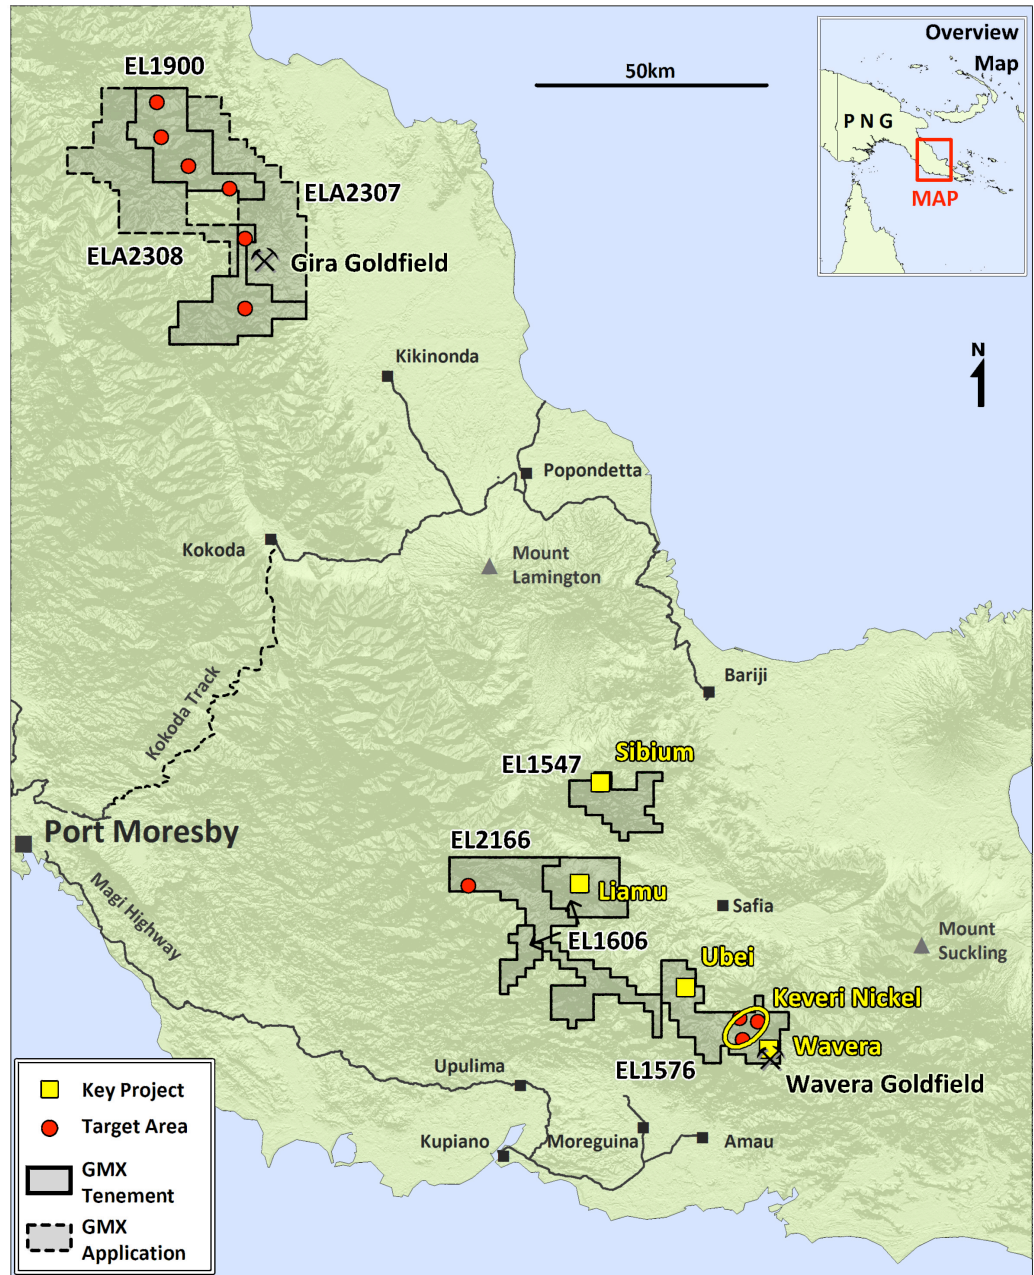 EL1900
50km
Overview
Map
P N G
MAP
ELA2307
ELA2308
Gira Goldfield
N
Kikinonda
Popondetta
Kokoda
Mount
Lamington
Bariji
Kokoda Track
Sibium
EL1547
Port Moresby
EL2166
Magi Highway
Liamu
Safia
EL1606
Mount
Suckling
Ubei
Keveri Nickel
Wavera
EL1576
Wavera Goldfield
Upulima
Kupiano
Moreguina
Amau
Key Project
Target Area
GMX
Tenement
GMX
Application